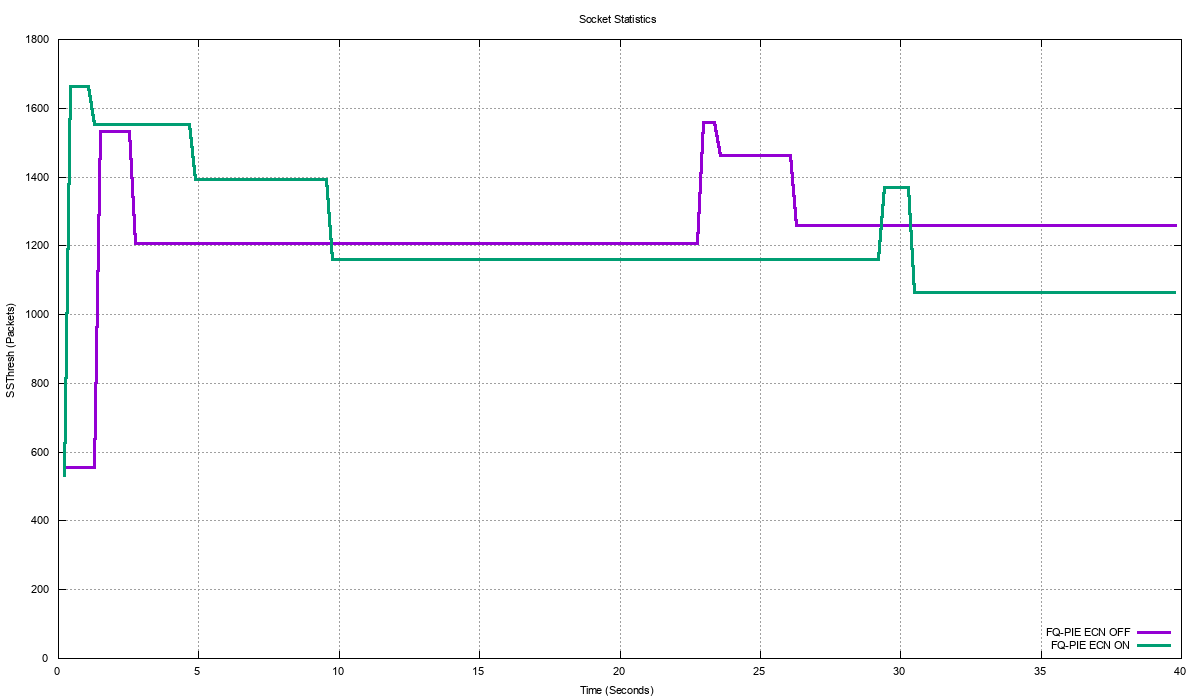 Socket Statistics
1800
1600
1400
1200
1000
800
600
400
200
0
SSThresh (Packets)
FQ-PIE ECN OFF
FQ-PIE ECN ON
0 5 10 15 20 25 30 35 40
Time (Seconds)